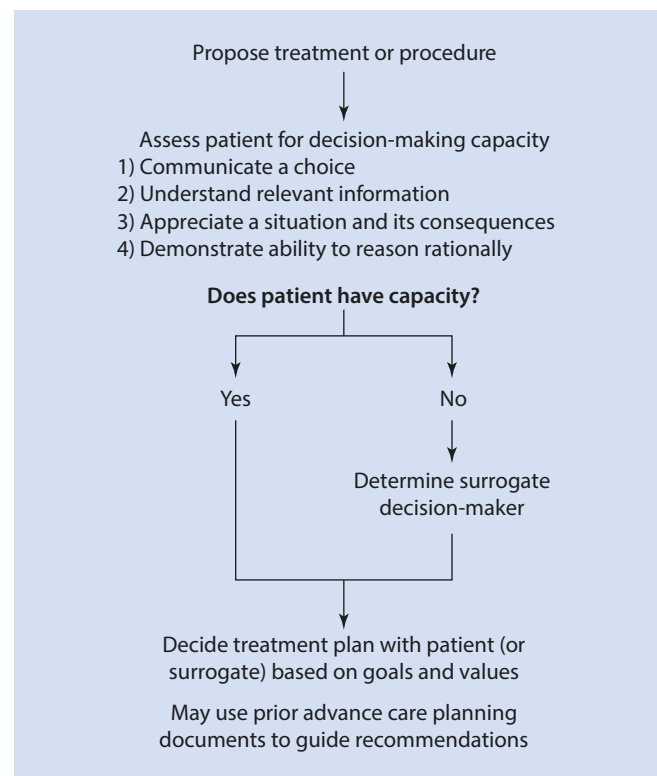 Propose treatment or procedure
Assess patient for decision-making capacity
1) Communicate a choice
2) Understand relevant information
3) Appreciate a situation and its consequences
4) Demonstrate ability to reason rationally
Does patient have capacity?
Yes
No
Determine surrogate
decision-maker
Decide treatment plan with patient (or
surrogate) based on goals and values
May use prior advance care planning
documents to guide recommendations